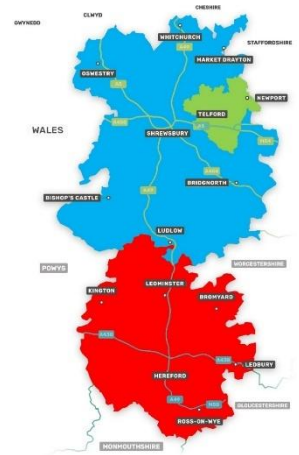 CHESHIRE
CLWYD
GWYNEDD
WHITCHURCH
STAFFORDSHIRE
MARKET DRAYTON
OSWESTRY
NEWPORT
TELFORD
WALES
SHREWSBURY
BRIDGNORTH
BISHOP'S CASTLE
LUDLOW
POWYS
WORCESTERSHIRE
KINGTON
LEOMINSTER
BROMYARD
LEDBURY
HEREFORD
GLOUCESTERSHIRE
ROSS-ON-WYE
MONMOUTHSHIRE